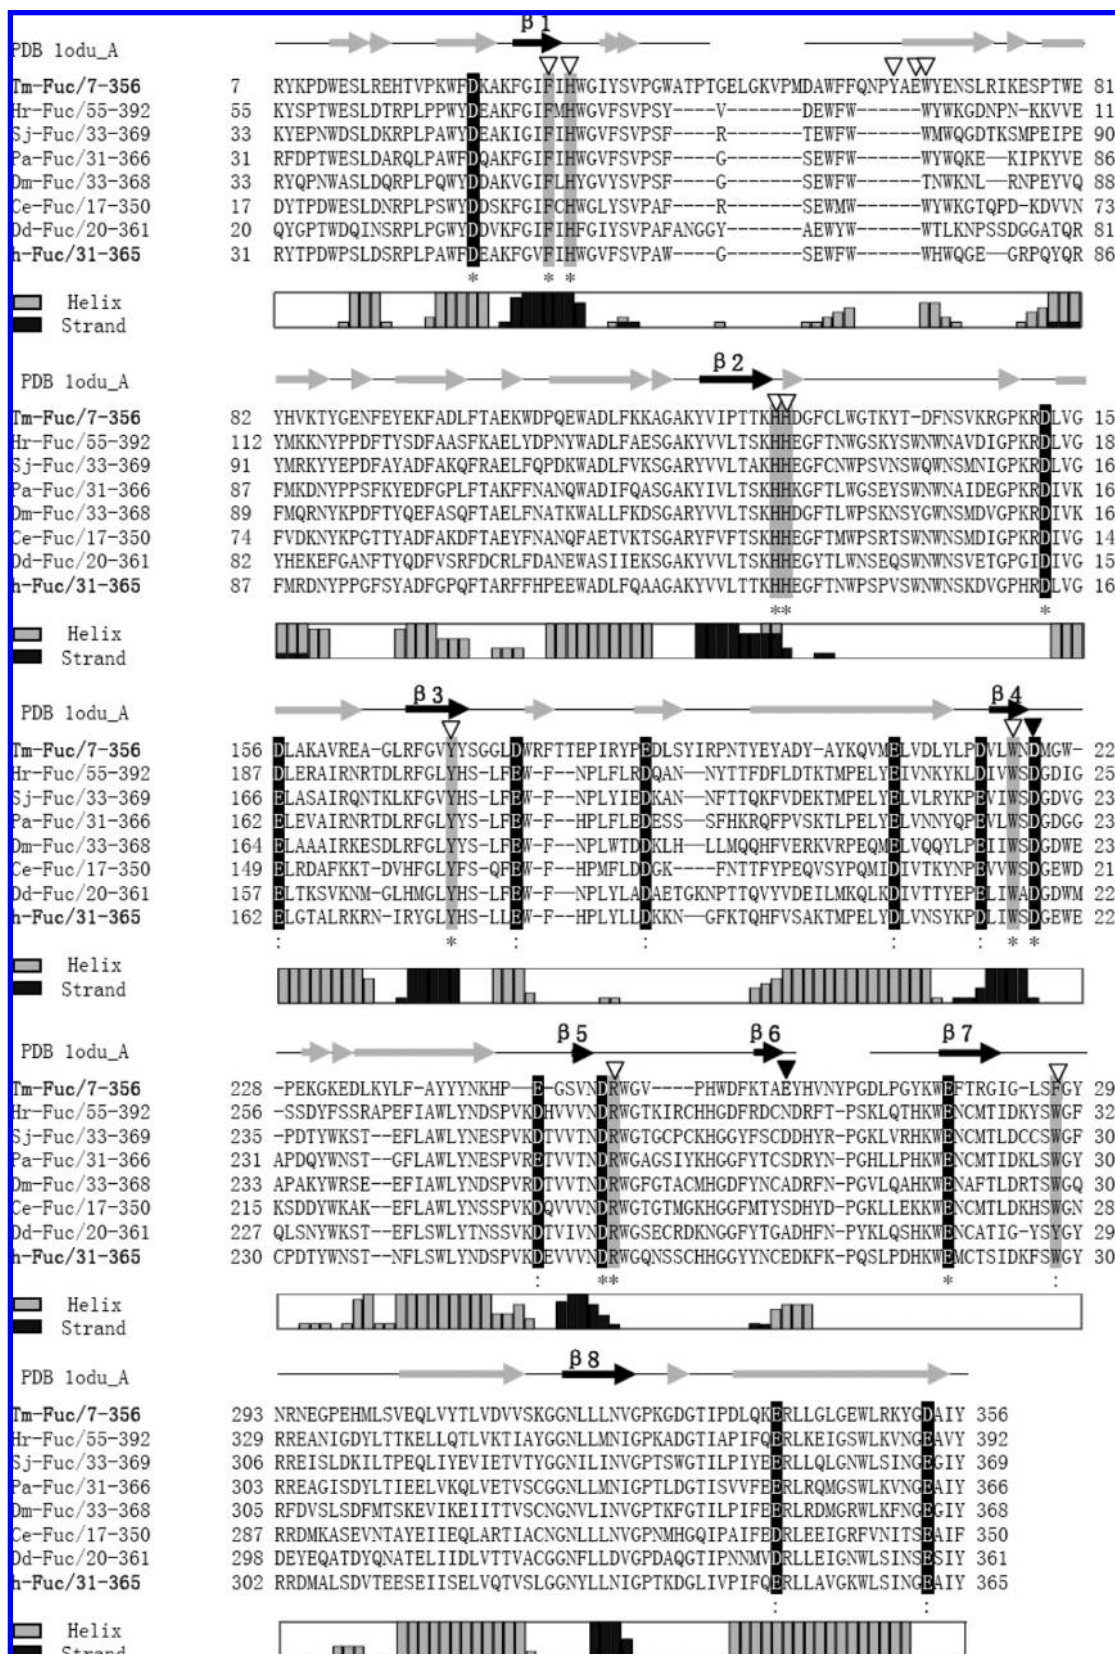 β1
PDB 1odu_A
Tm-Fuc/7-356 7 RYKPDWESLREHTVPKWFDKAKFGIFIHWGIYSVPGWATPTGELGKVPMDAWFFQNPYAEWYENSLRIKESPTWE 81
Hr-Fuc/55-392 55 KYSPTWESLDTRPLPPWYDEAKFGIFMHWGVFSVPSY----V-------DEWFW------WYWKGDNPN-KKVVE 11
Sj-Fuc/33-369 33 KYEPNWDSLDKRPLPAWYDEAKIGIFIHWGVFSVPSY----R-------TEWFW------WMWQGDTKSMPEIPE 90
Pa-Fuc/31-366 31 RFDPTWESLDARQLPAWFDQAKFGIFIHWGVFSVPSF----G-------SEWFW------WYWQKE--KIPKYVE 86
Dm-Fuc/33-368 33 RYQPNWASLDQRPLPQWYDDAKVGIFLHYGVYSVPSF----G-------SEWFW------TNWKNL--RNPEYVQ 88
Ce-Fuc/17-350 17 DYTPDWESLDNRPLPSWYDDSKFGIFCHWGLYSVPAF----R-------SEWMW------WYWKGTQPD-KDVVN 73
Dd-Fuc/20-361 20 QYGPTWDQINSRPLPGWYDDVKFGIFIHFGIYSVPAFANGGY-------AEWYW------WTLKNPSSDGGATQR 81
h-Fuc/31-365 31 RYTPDWPSLDSRPLPAWFDEAKFGVFIHWGVFSVPAW----G-------SEWFW------WHWQGE--GRPQYQR 86
* * *
Helix
Strand
β2
PDB 1odu_A
Tm-Fuc/7-356 82 YHVKTYGENFEYEKFADLFTAEKWDPQEWADLFKKAGAKYVIPTTKHHDGFCLWGTKYT-DFNSVKRGPKRDLVG 15
Hr-Fuc/55-392 112 YMKKNYPPDFTYSDFAASFKAELYDPNYWADLFAESGAKYVVLTSKHHEGFTNWGSKYSWNWNAVDIGPKRDLVG 18
Sj-Fuc/33-369 91 YMRKYYEPDFAYADFAKQFRAELFQPDKWADLFVKSGARYVVLTAKHHEGFCNWPSVNSWQWNSMNIGPKRDLVG 16
Pa-Fuc/31-366 87 FMKDNYPPSFKYEDFGPLFTAKFFNANQWADIFQASGAKYIVLTSKHHKGFTLWGSEYSWNWNAIDEGPKRDIVK 16
Dm-Fuc/33-368 89 FMQRNYKPDFTYQEFASQFTAELFNATKWALLFKDSGARYVVLTSKHHDGFTLWPSKNSYGWNSMDVGPKRDIVK 16
Ce-Fuc/17-350 74 FVDKNYKPGTTYADFAKDFTAEYFNANQFAETVKTSGARYFVFTSKHHEGFTMWPSRTSWNWNSMDIGPKRDIVG 14
Dd-Fuc/20-361 82 YHEKEFGANFTYQDFVSRFDCRLFDANEWASIIEKSGAKYVVLTSKHHEGYTLWNSEQSWNWNSVETGPGIDIVG 15
h-Fuc/31-365 87 FMRDNYPPGFSYADFGPQFTARFFHPEEWADLFQAAGAKYVVLTTKHHEGFTNWPSPVSWNWNSKDVGPHRDLVG 16
** *
Helix
Strand
β3 β4
PDB 1odu_A
Tm-Fuc/7-356 156 DLAKAVREA-GLRFGVYYSGGLDWRFTTEPIRYPEDLSYIRPNTYEYADY-AYKQVMELVDLYLPDVLWNDMGW- 22
Hr-Fuc/55-392 187 DLERAIRNRTDLRFGLYHS-LFEW-F--NPLFLRDQAN--NYTTFDFLDTKTMPELYEIVNKYKLDIVWSDGDIG 25
Sj-Fuc/33-369 166 ELASAIRQNTKLKFGVYHS-LFEW-F--NPLYIEDKAN--NFTTQKFVDEKTMPELYELVLRYKPEVIWSDGDVG 23
Pa-Fuc/31-366 162 ELEVAIRNRTDLRFGLYYS-LFEW-F--HPLFLEDESS--SFHKRQFPVSKTLPELYELVNNYQPEVLWSDGDGG 23
Dm-Fuc/33-368 164 ELAAAIRKESDLRFGLYYS-LFEW-F--NPLWTDDKLH--LLMQQHFVERKVRPEQMELVQQYLPEIIWSDGDWE 23
Ce-Fuc/17-350 149 ELRDAFKKT-DVHFGLYFS-QFEW-F--HPMFLDDGK---FNTTFYPEQVSYPQMIDIVTKYNPEVVWSDGEWD 21
Dd-Fuc/20-361 157 ELTKSVKNM-GLHMGLYHS-LFEW-F--NPLYLADAETGKNPTTQVYVDEILMKQLKDIVTTYEPELIWADGDWM 22
h-Fuc/31-365 162 ELGTALRKRN-IRYGLYHS-LLEW-F--HPLYLLDKKN--GFKTQHFVSAKTMPELYDLVNSYKPDLIWSDGEWE 22
: * : : : : * *
Helix
Strand
β5 β6 β7
PDB 1odu_A
Tm-Fuc/7-356 228 -PEKGKEDLKYLF-AYYYNKHP--E-GSVNDRWGV----PHWDFKTAEYHVNYPGDLPGYKWEFTRGIG-LSFGY 29
Hr-Fuc/55-392 256 -SSDYFSSRAPEFIAWLYNDSPVKDHVVVNDRWGTKIRCHHGDFRDCNDRFT-PSKLQTHKWENCMTIDKYSWGF 32
Sj-Fuc/33-369 235 -PDTYWKST--EFLAWLYNESPVKDTVVTNDRWGTGCPCKHGGYFSCDDHYR-PGKLVRHKWENCMTLDCCSWGF 30
Pa-Fuc/31-366 231 APDQYWNST--GFLAWLYNESPVRETVVTNDRWGAGSIYKHGGFYTCSDRYN-PGHLLPHKWENCMTIDKLSWGY 30
Dm-Fuc/33-368 233 APAKYWRSE--EFIAWLYNDSPVRDTVVTNDRWGFGTACMHGDFYNCADRFN-PGVLQAHKWENAFTLDRTSWGQ 30
Ce-Fuc/17-350 215 KSDDYWKAK--EFLAWLYNSSPVKDQVVVNDRWGTGTMGKHGGFMTYSDHYD-PGKLLEKKWENCMTLDKHSWGN 28
Dd-Fuc/20-361 227 QLSNYWKST--EFLSWLYTNSSVKDTVIVNDRWGSECRDKNGGFYTGADHFN-PYKLQSHKWENCATIG-YSYGY 29
h-Fuc/31-365 230 CPDTYWNST--NFLSWLYNDSPVKDEVVVNDRWGQNSSCHHGGYYNCEDKFK-PQSLPDHKWEMCTSIDKFSWGY 30
: ** * :
Helix
Strand
β8
PDB 1odu_A
Tm-Fuc/7-356 293 NRNEGPEHMLSVEQLVYTLVDVVSKGGNLLLNVGPKGDGTIPDLQKERLLGLGEWLRKYGDAIY 356
Hr-Fuc/55-392 329 RREANIGDYLTTKELLQTLVKTIAYGGNLLMNIGPKADGTIAPIFQERLKEIGSWLKVNGEAVY 392
Sj-Fuc/33-369 306 RREISLDKILTPEQLIYEVIETVTYGGNILINVGPTSWGTILPIYEERLLQLGNWLSINGEGIY 369
Pa-Fuc/31-366 303 RREAGISDYLTIEELVKQLVETVSCGGNLLMNIGPTLDGTISVVFEERLRQMGSWLKVNGEAIY 366
Dm-Fuc/33-368 305 RFDVSLSDFMTSKEVIKEIITTVSCNGNVLINVGPTKFGTILPIFEERLRDMGRWLKFNGEGIY 368
Ce-Fuc/17-350 287 RRDMKASEVNTAYEIIEQLARTIACNGNLLLNVGPNMHGQIPAIFEDRLEEIGRFVNITSEAIF 350
Dd-Fuc/20-361 298 DEYEQATDYQNATELIIDLVTTVACGGNFLLDVGPDAQGTIPNNMVDRLLEIGNWLSINSESIY 361
h-Fuc/31-365 302 RRDMALSDVTEESEIISELVQTVSLGGNYLLNIGPTKDGLIVPIFQERLLAVGKWLSINGEAIY 365
: :
Helix
Strand